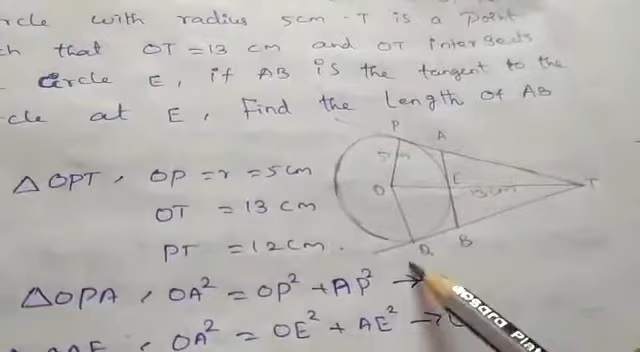 rcle with radius 5cm . T is a point
ch that OT = 13 cm and OT intersects
circle E, if AB is the tangent to the
cle at E, Find the length of AB
P
A
5cm
O
E
13cm
T
B
Q
△OPT, OP = r = 5cm
OT = 13 cm
PT = 12cm.
△OPA, OA² = OP² + AP² →
OA² = OE² + AE² →